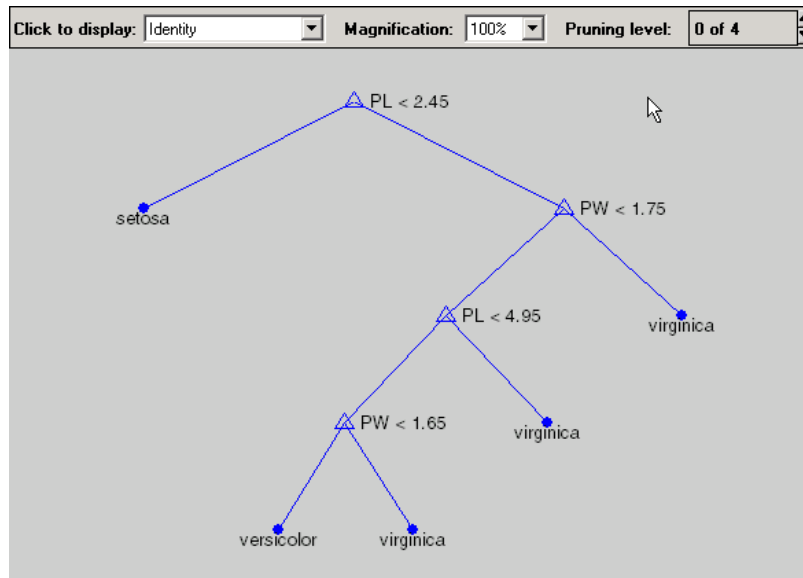 Click to display: Identity Magnification: 100% Pruning level: 0 of 4
PL < 2.45
setosa
PW < 1.75
PL < 4.95
virginica
PW < 1.65
virginica
versicolor
virginica